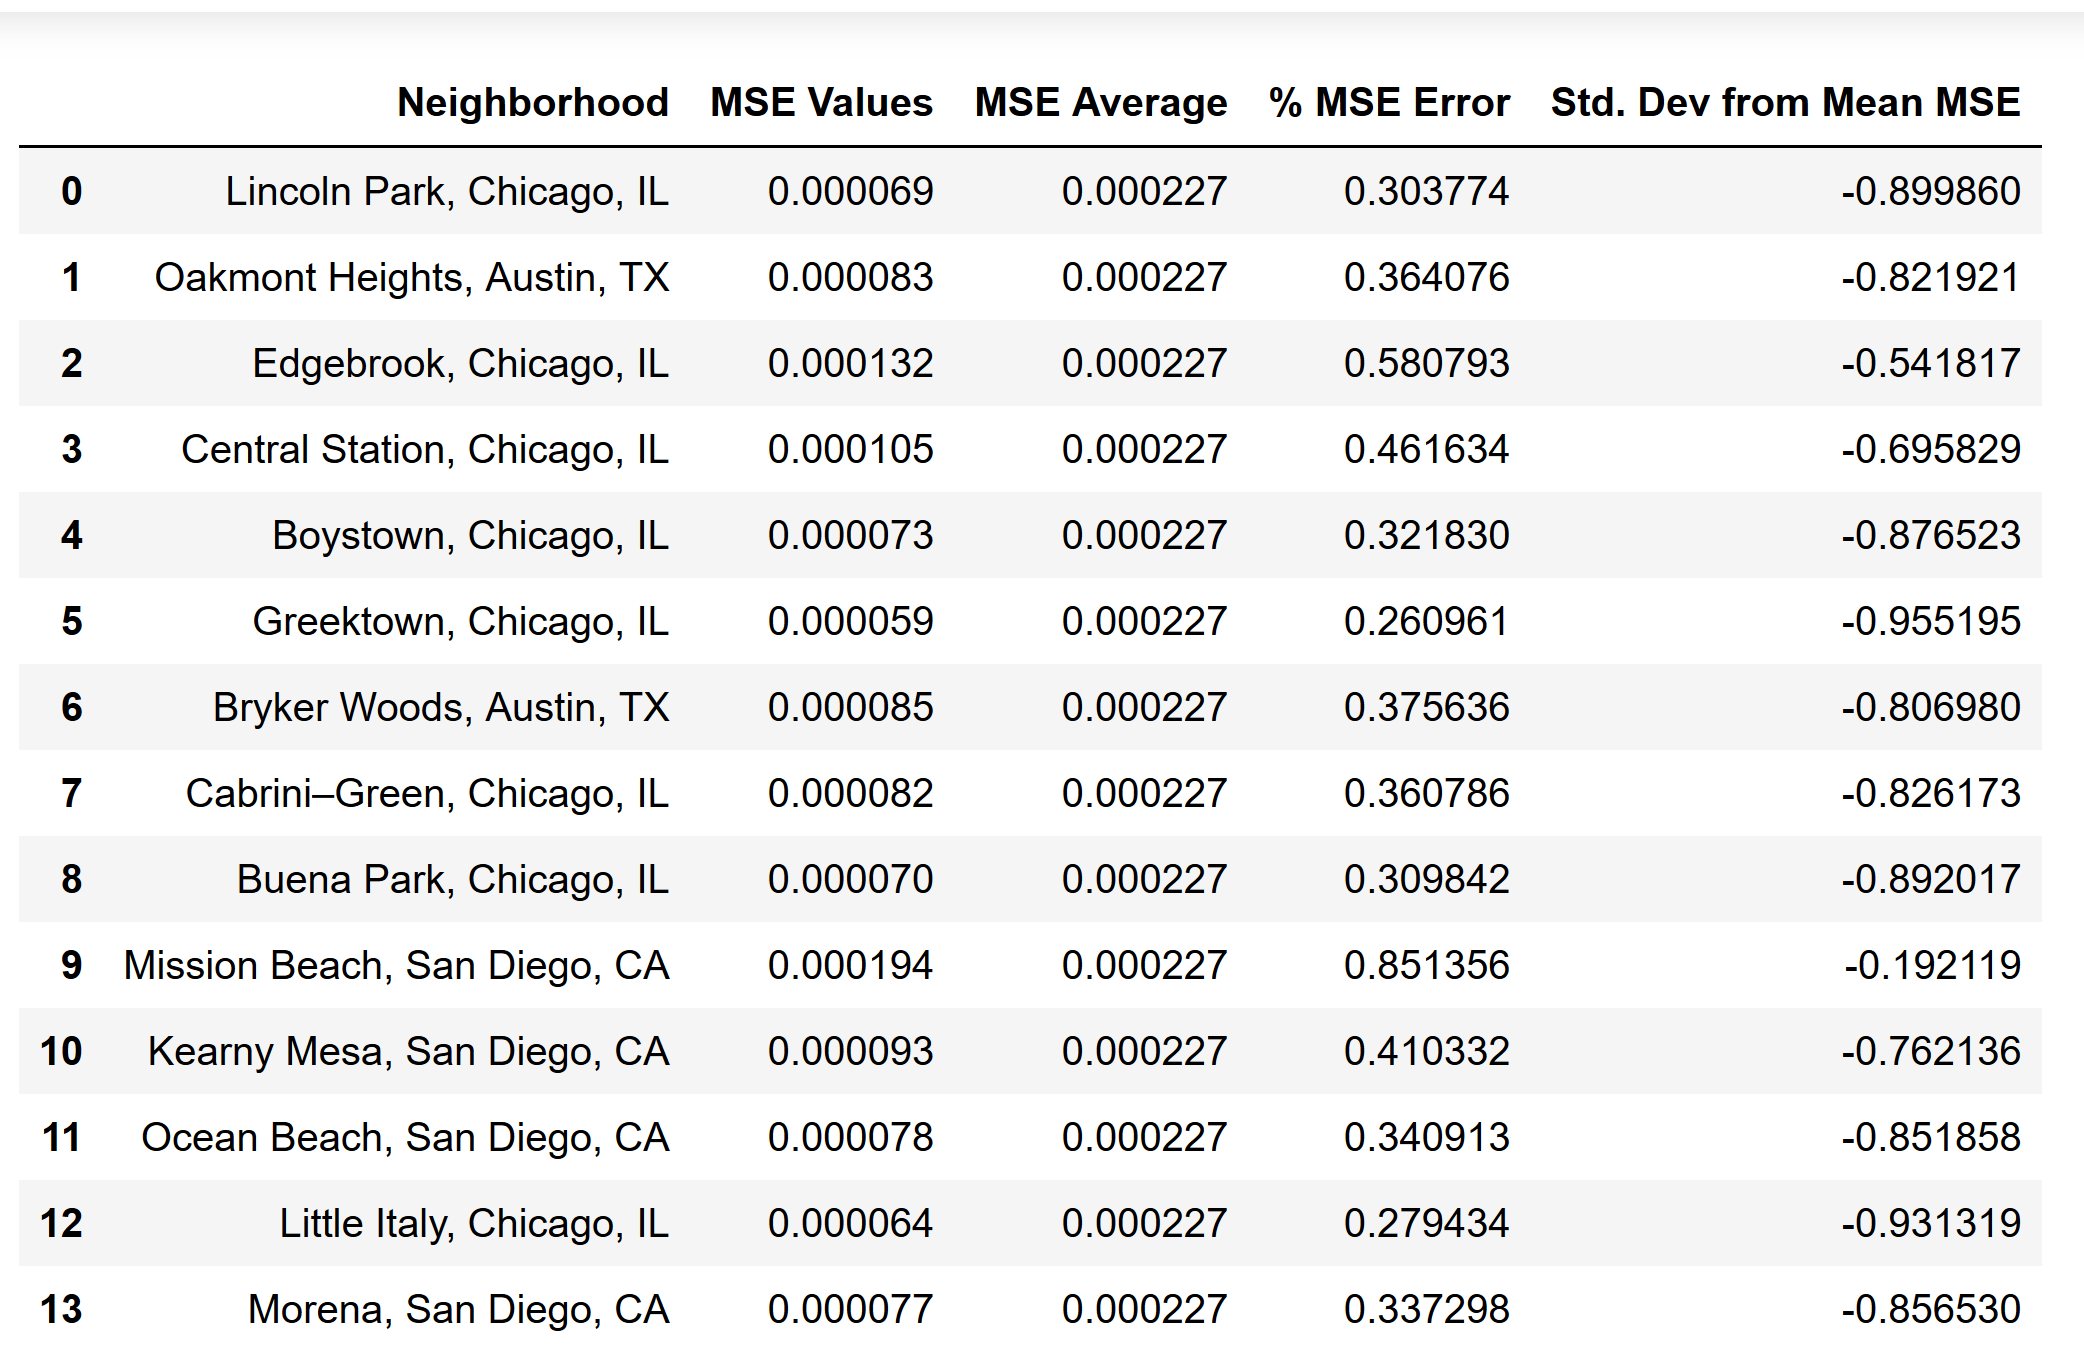 Neighborhood MSE Values MSE Average % MSE Error Std. Dev from Mean MSE
0 Lincoln Park, Chicago, IL 0.000069 0.000227 0.303774 -0.899860
1 Oakmont Heights, Austin, TX 0.000083 0.000227 0.364076 -0.821921
2 Edgebrook, Chicago, IL 0.000132 0.000227 0.580793 -0.541817
3 Central Station, Chicago, IL 0.000105 0.000227 0.461634 -0.695829
4 Boystown, Chicago, IL 0.000073 0.000227 0.321830 -0.876523
5 Greektown, Chicago, IL 0.000059 0.000227 0.260961 -0.955195
6 Bryker Woods, Austin, TX 0.000085 0.000227 0.375636 -0.806980
7 Cabrini–Green, Chicago, IL 0.000082 0.000227 0.360786 -0.826173
8 Buena Park, Chicago, IL 0.000070 0.000227 0.309842 -0.892017
9 Mission Beach, San Diego, CA 0.000194 0.000227 0.851356 -0.192119
10 Kearny Mesa, San Diego, CA 0.000093 0.000227 0.410332 -0.762136
11 Ocean Beach, San Diego, CA 0.000078 0.000227 0.340913 -0.851858
12 Little Italy, Chicago, IL 0.000064 0.000227 0.279434 -0.931319
13 Morena, San Diego, CA 0.000077 0.000227 0.337298 -0.856530